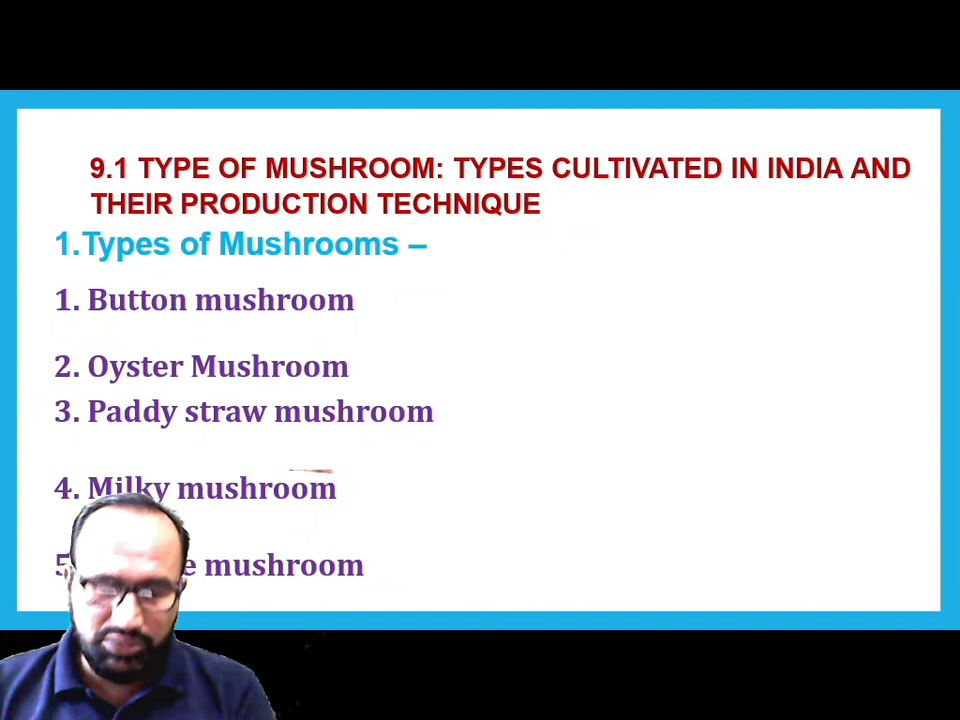 9.1 TYPE OF MUSHROOM: TYPES CULTIVATED IN INDIA AND
THEIR PRODUCTION TECHNIQUE
1.Types of Mushrooms –
1. Button mushroom
2. Oyster Mushroom
3. Paddy straw mushroom
4. Milky mushroom
mushroom